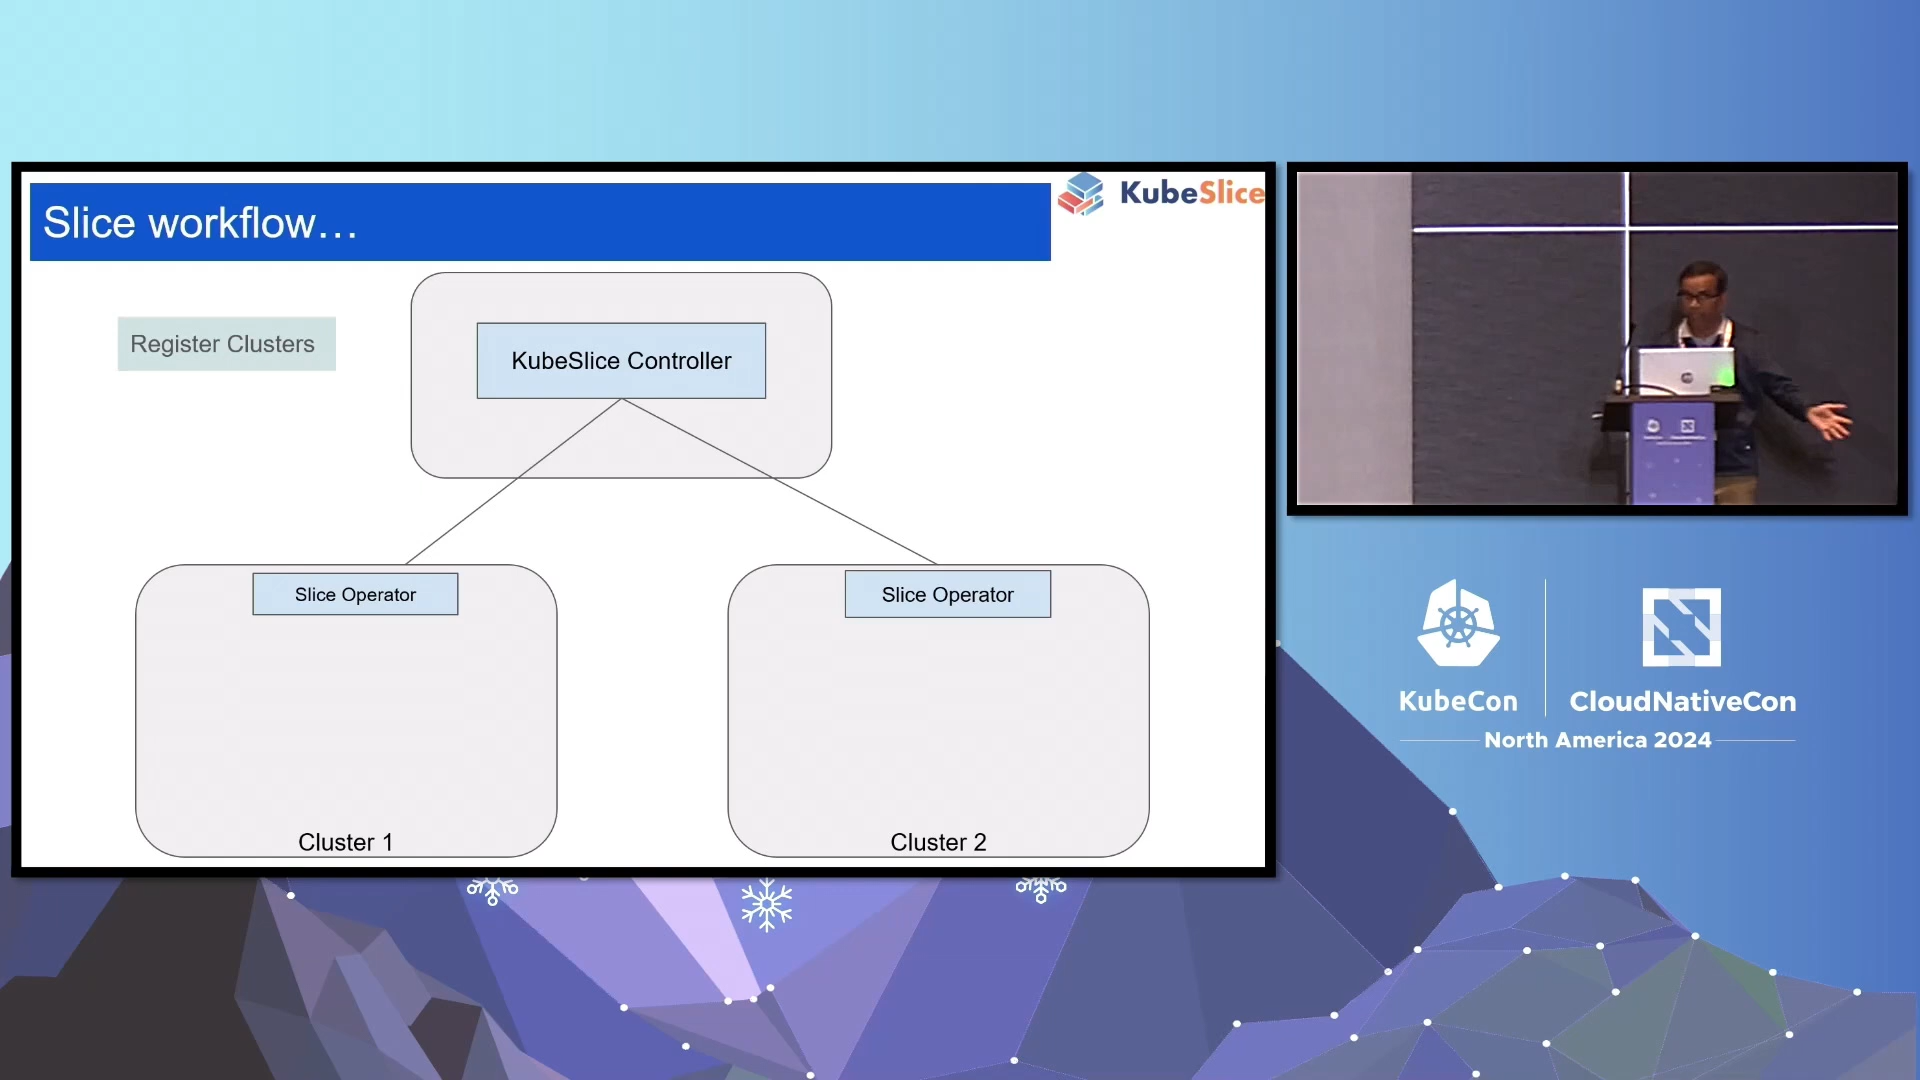 Slice workflow...
KubeSlice
Register Clusters
KubeSlice Controller
Slice Operator
Slice Operator
Cluster 1
Cluster 2
KubeCon
CloudNativeCon
North America 2024